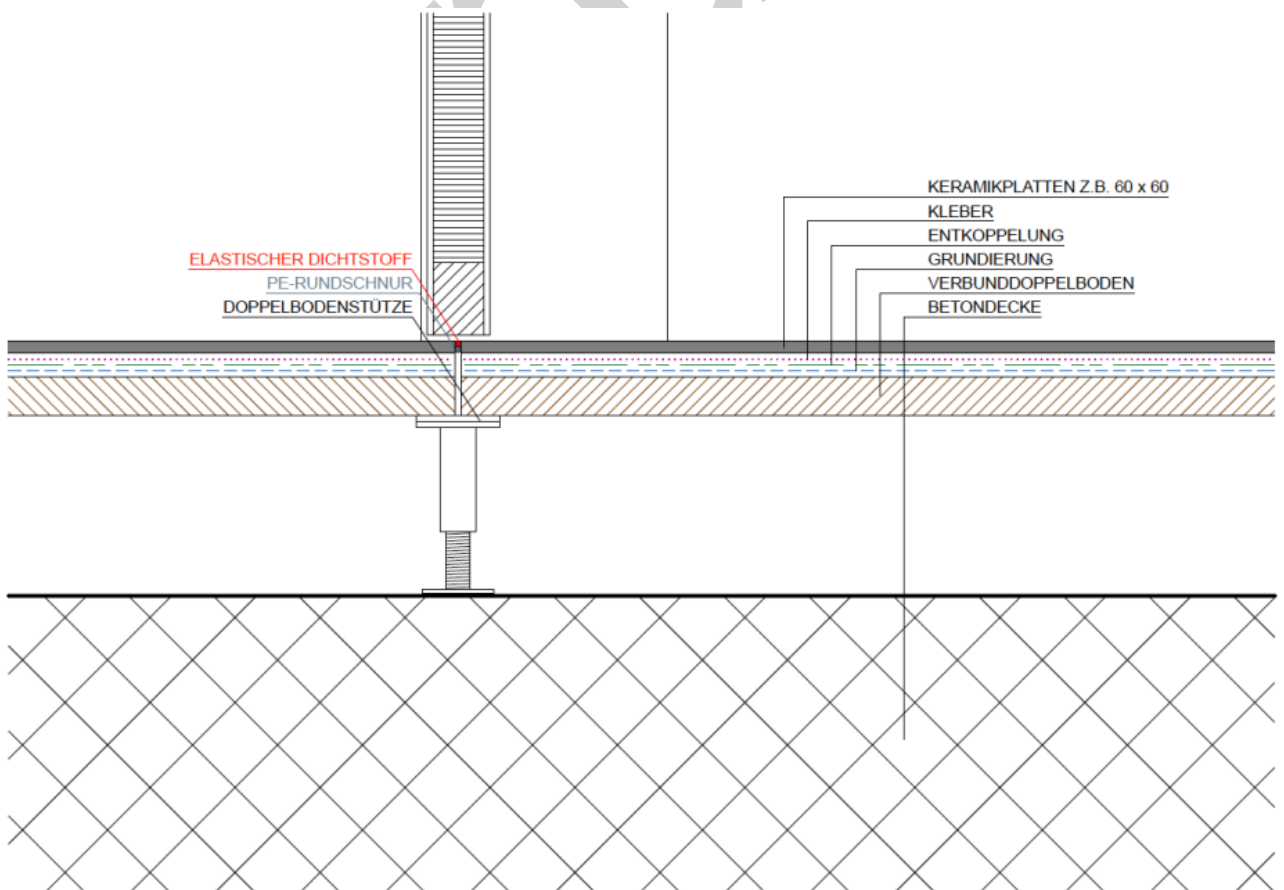 ELASTISCHER DICHTSTOFF
PE-RUNDSCHNUR
DOPPELBODENSTÜTZE
KERAMIKPLATTEN Z.B. 60 x 60
KLEBER
ENTKOPPELUNG
GRUNDIERUNG
VERBUNDDOPPELBODEN
BETONDECKE